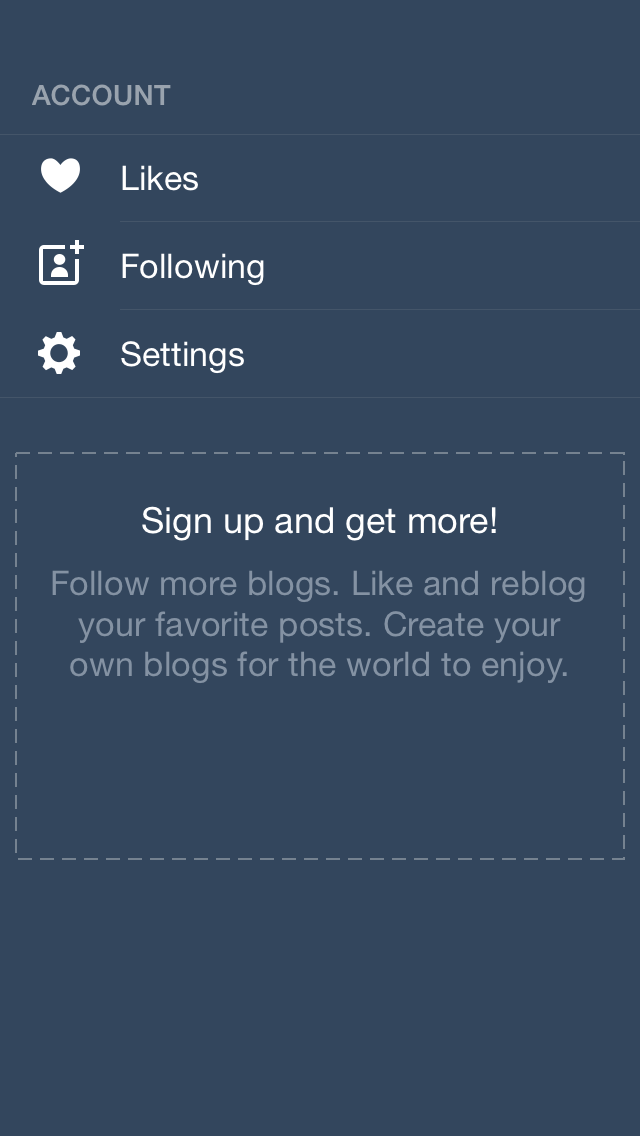 ACCOUNT
Likes
Following
Settings
Sign up and get more!
Follow more blogs. Like and reblog
your favorite posts. Create your
own blogs for the world to enjoy.